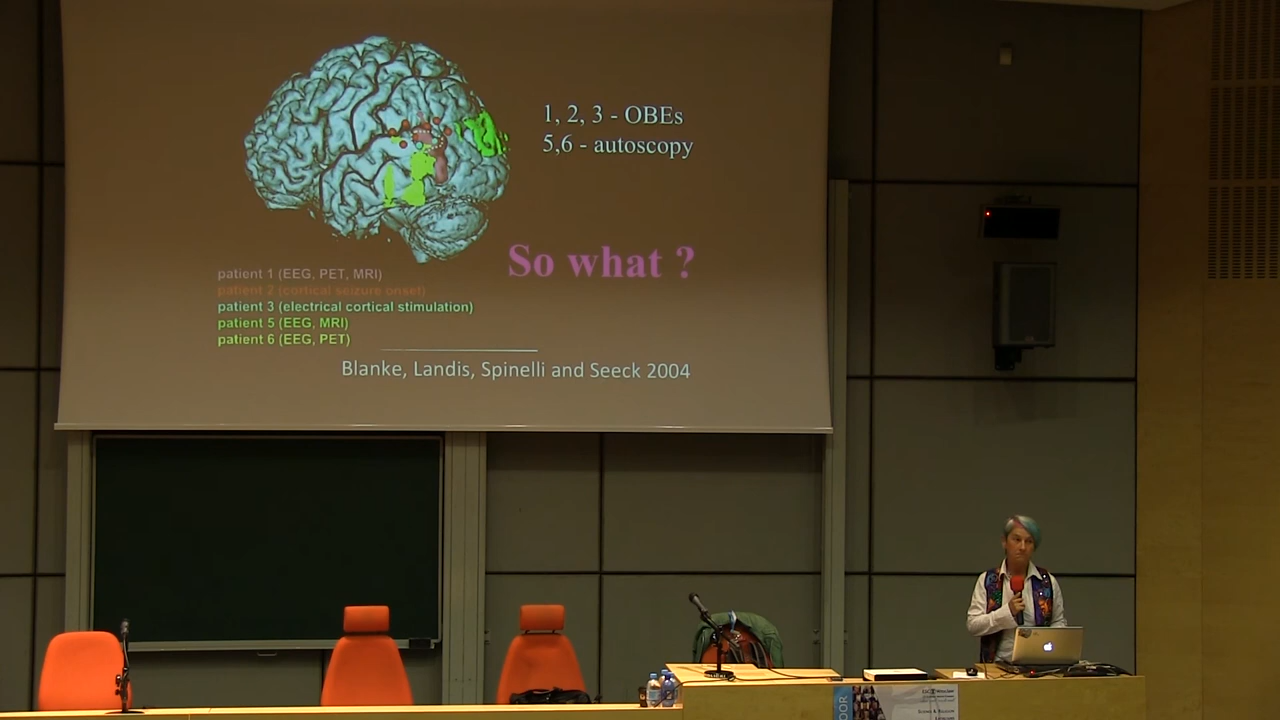 1, 2, 3 - OBEs
5,6 - autoscopy
So what ?
patient 1 (EEG, PET, MRI)
patient 2 (cortical seizure onset)
patient 3 (electrical cortical stimulation)
patient 5 (EEG, MRI)
patient 6 (EEG, PET)
Blanke, Landis, Spinelli and Seeck 2004